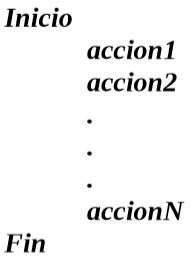 Inicio
accion1
accion2
.
.
.
accionN
Fin